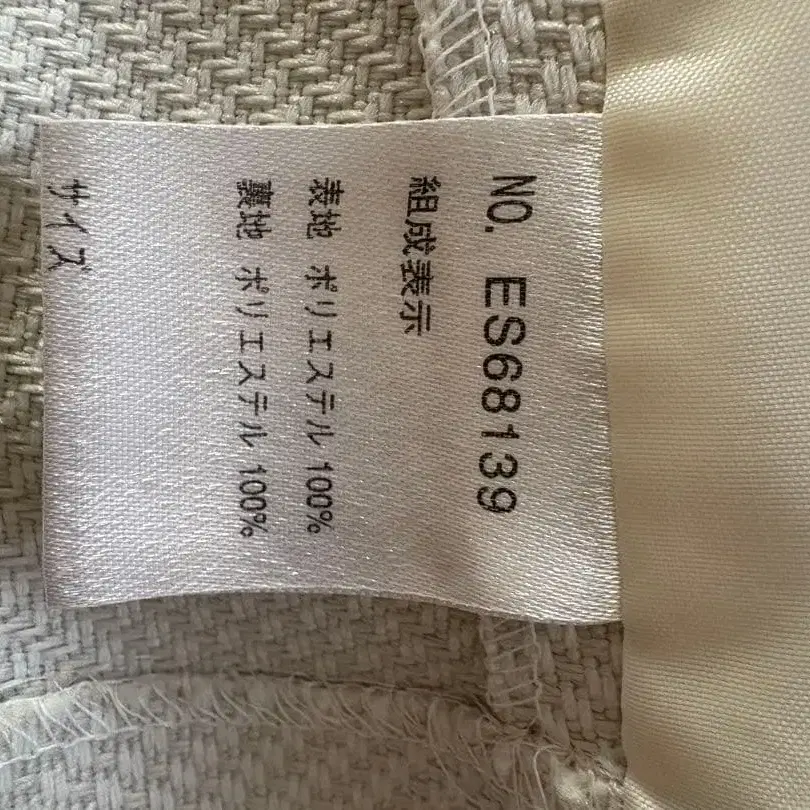 NO. ES68139
組成表示
表地 ポリエステル 100%
裏地 ポリエステル 100%
サイズ